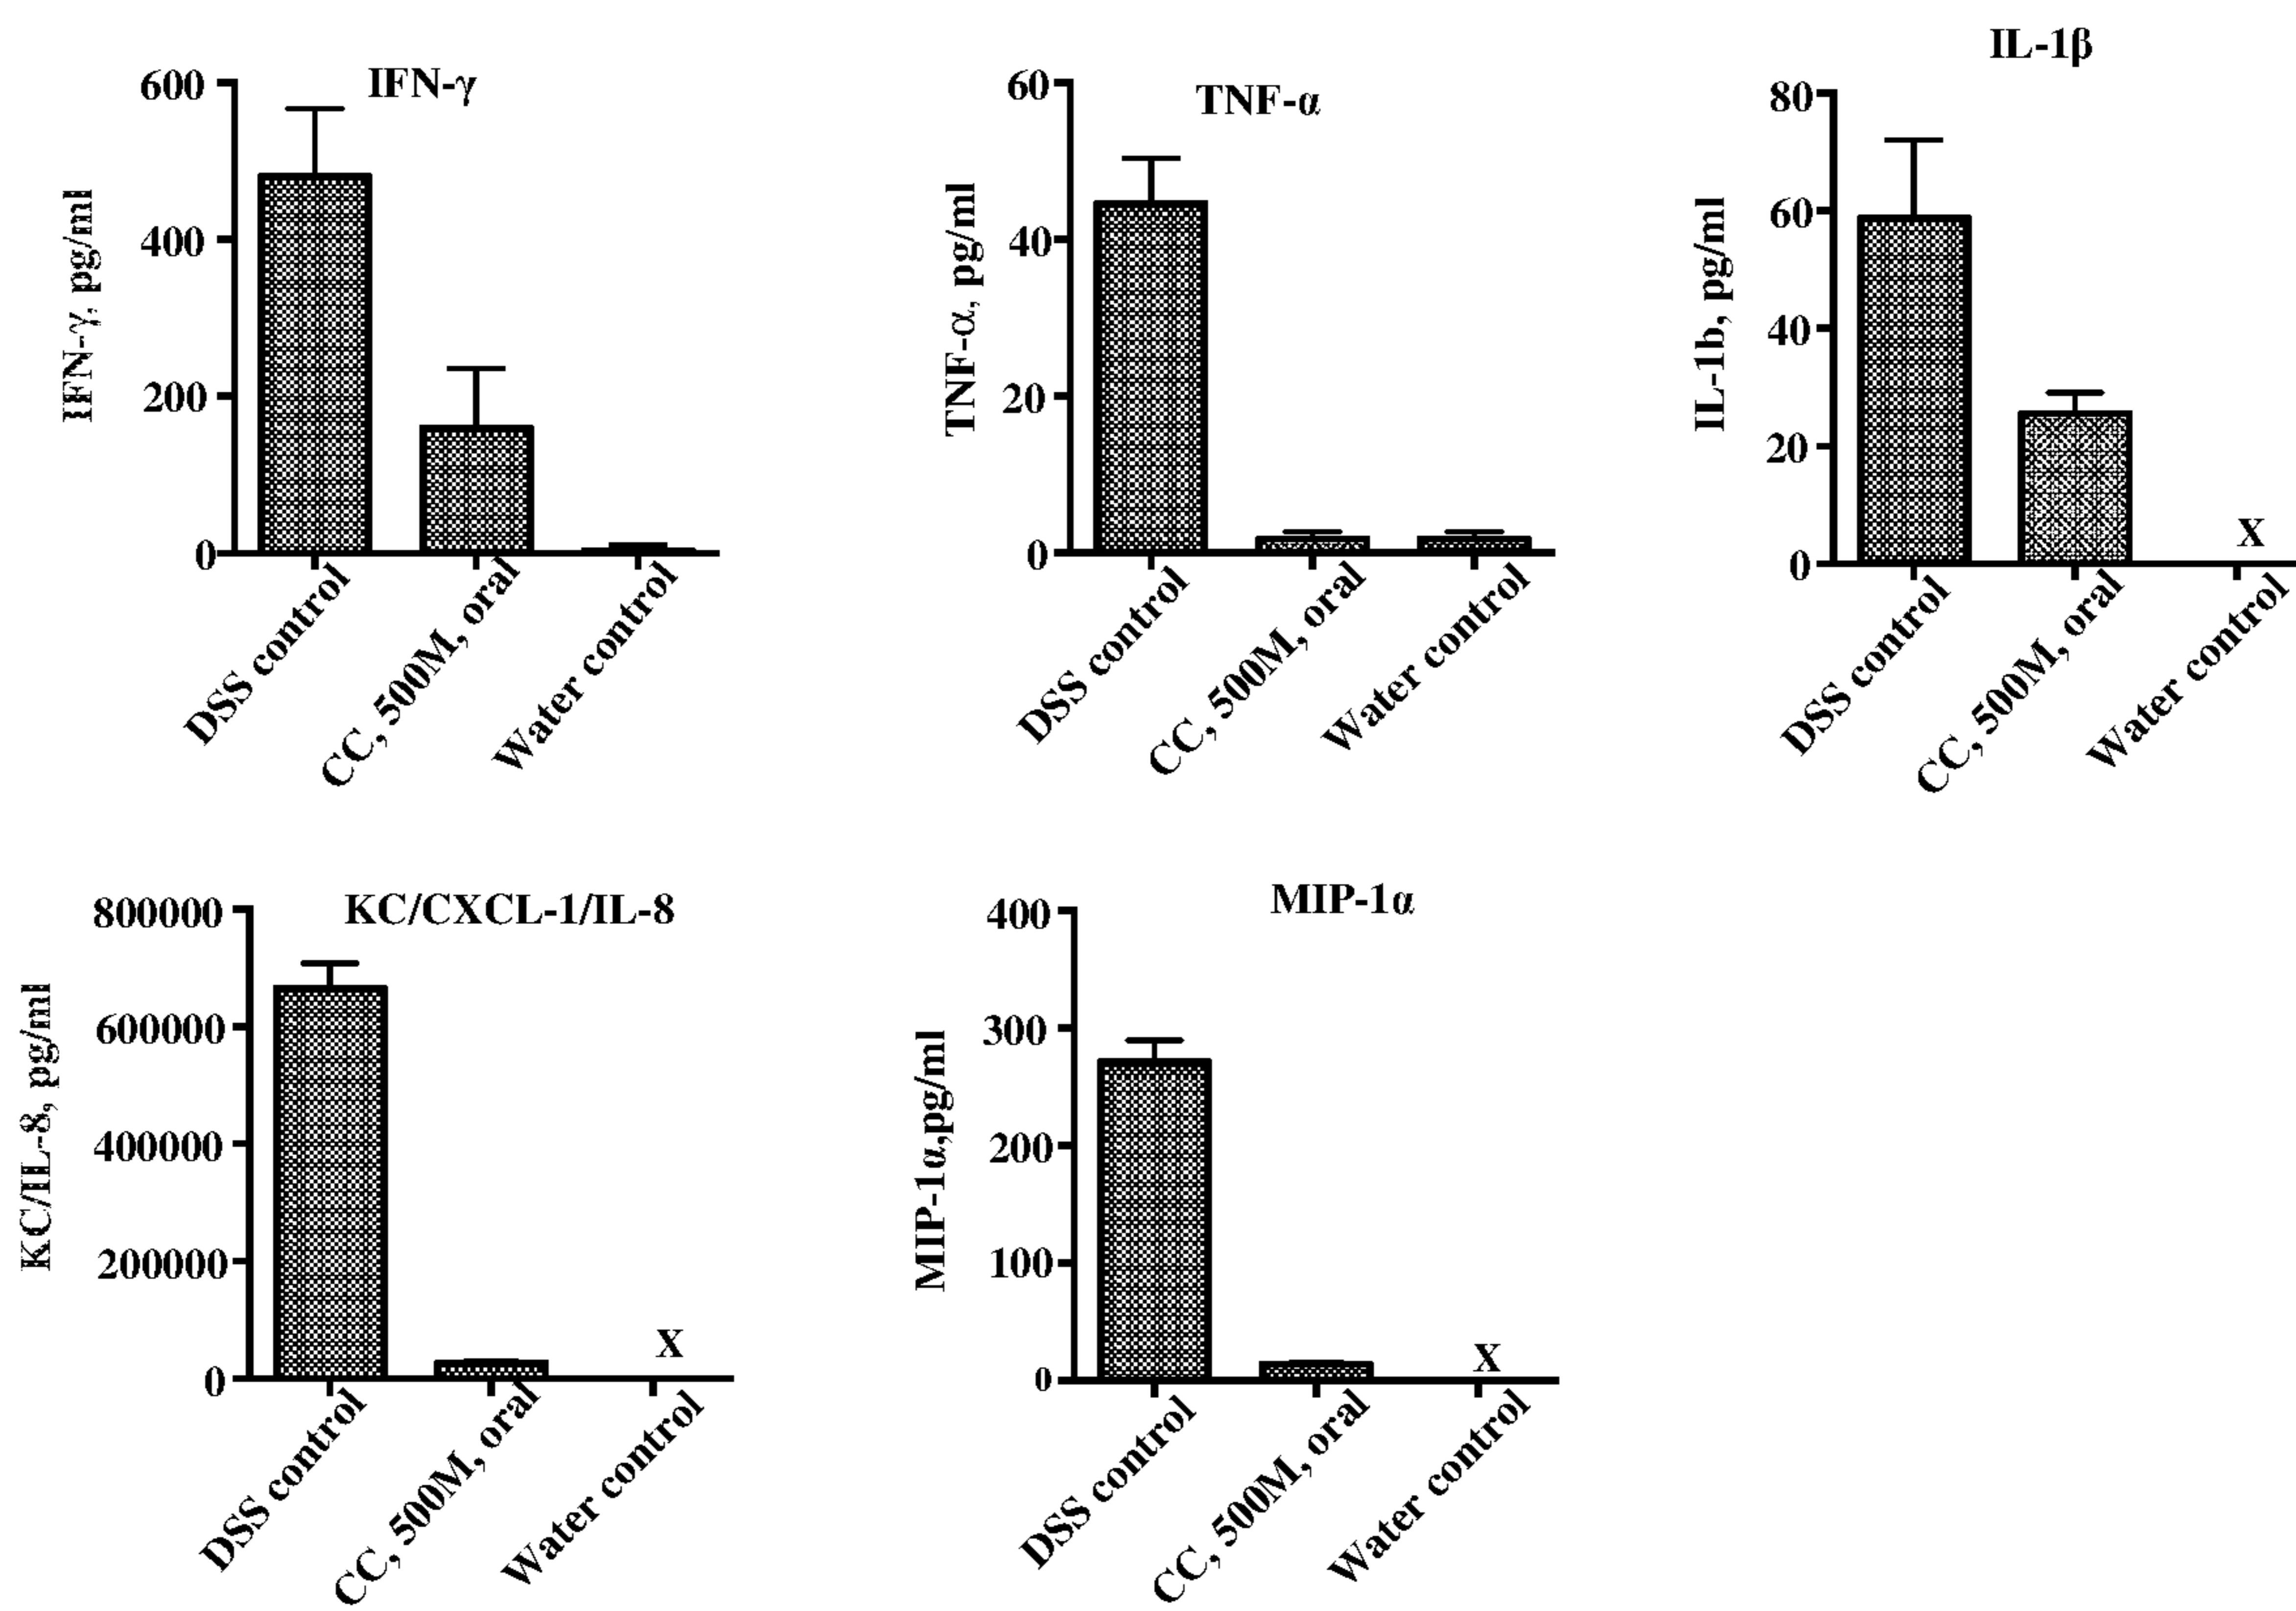 IFN-γ
IFN-γ, pg/ml
600
400
200
0
DSS control
CC, 500M, oral
Water control
TNF-α
TNF-α, pg/ml
60
40
20
0
DSS control
CC, 500M, oral
Water control
IL-1β
IL-1b, pg/ml
80
60
40
20
0
X
DSS control
CC, 500M, oral
Water control
KC/CXCL-1/IL-8
KC/IL-8, pg/ml
800000
600000
400000
200000
0
X
DSS control
CC, 500M, oral
Water control
MIP-1α
MIP-1α,pg/ml
400
300
200
100
0
X
DSS control
CC, 500M, oral
Water control